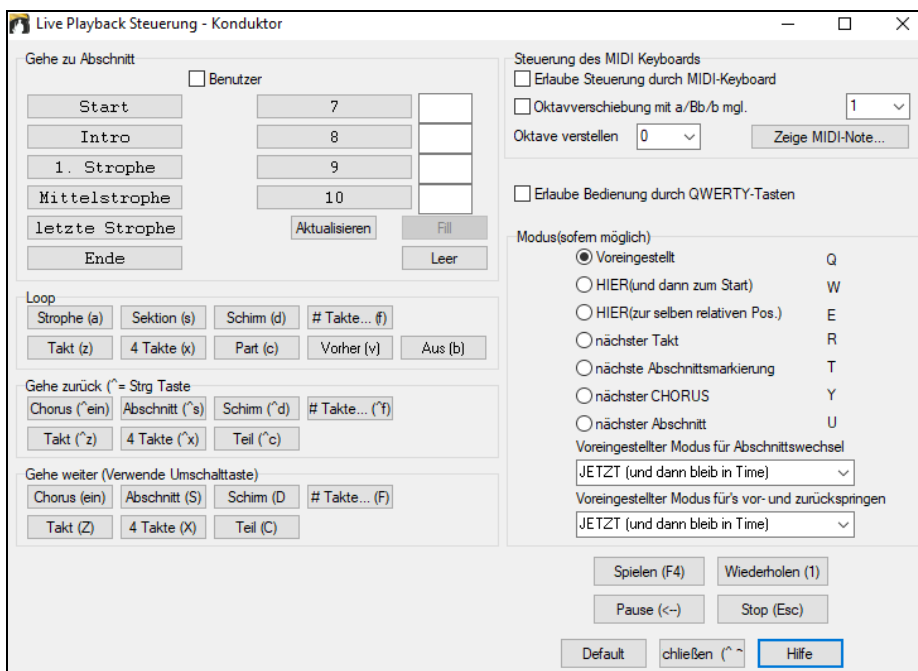 Live Playback Steuerung - Konduktor
Gehe zu Abschnitt
Benutzer
Start
7
Intro
8
1. Strophe
9
Mittelstrophe
10
letzte Strophe
Aktualisieren
Fill
Ende
Leer
Loop
Strophe (a)
Sektion (s)
Schirm (d)
# Takte... (f)
Takt (z)
4 Takte (x)
Part (c)
Vorher (v)
Aus (b)
Gehe zurück (^= Strg Taste
Chorus (^ein)
Abschnitt (^s)
Schirm (^d)
# Takte... (^f)
Takt (^z)
4 Takte (^x)
Teil (^c)
Gehe weiter (Verwende Umschalttaste)
Chorus (ein)
Abschnitt (S)
Schirm (D
# Takte... (F)
Takt (Z)
4 Takte (X)
Teil (C)
Steuerung des MIDI Keyboards
Erlaube Steuerung durch MIDI-Keyboard
Oktavverschiebung mit a/Bb/b mgl.
1
Oktave verstellen
0
Zeige MIDI-Note...
Erlaube Bedienung durch QWERTY-Tasten
Modus(sofern möglich)
Voreingestellt
Q
HIER(und dann zum Start)
W
HIER(zur selben relativen Pos.)
E
nächster Takt
R
nächste Abschnittsmarkierung
T
nächster CHORUS
Y
nächster Abschnitt
U
Voreingestellter Modus für Abschnittswechsel
JETZT (und dann bleib in Time)
Voreingestellter Modus für's vor- und zurückspringen
JETZT (und dann bleib in Time)
Spielen (F4)
Wiederholen (1)
Pause (<--)
Stop (Esc)
Default
chließen (^ ~
Hilfe